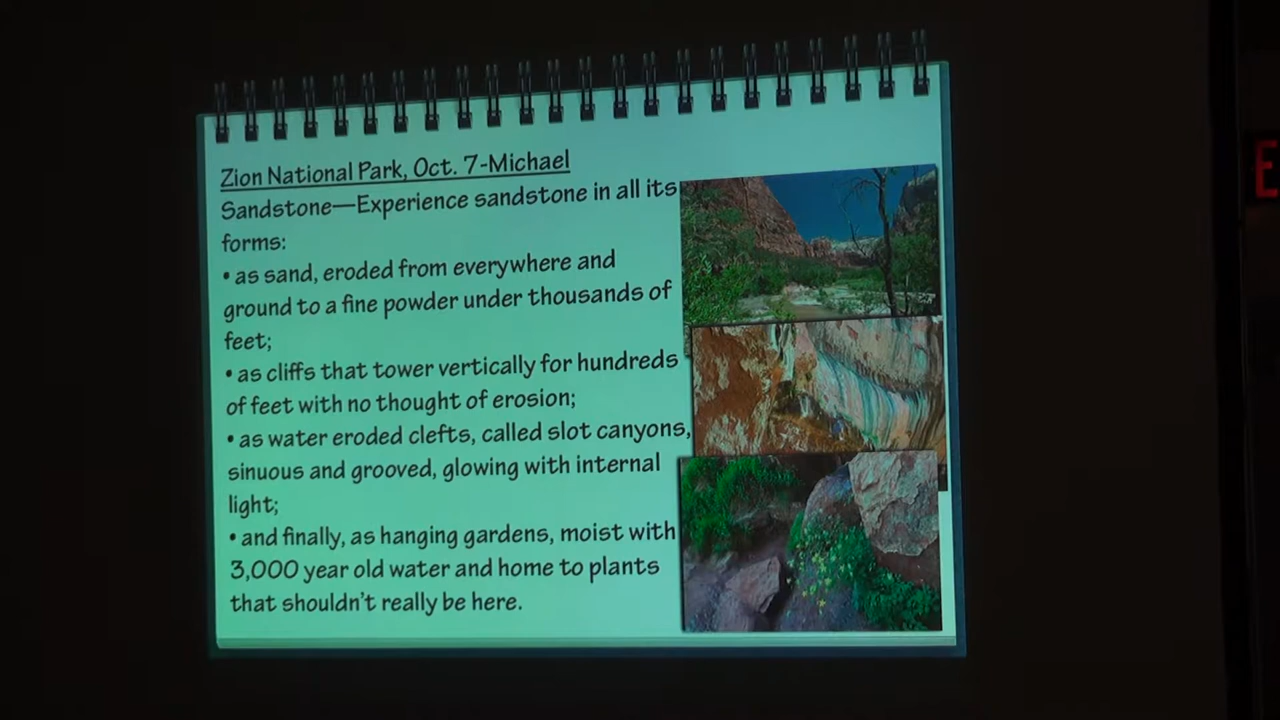 Zion National Park, Oct. 7-Michael
Sandstone—Experience sandstone in all its
forms:
• as sand, eroded from everywhere and
ground to a fine powder under thousands of
feet;
• as cliffs that tower vertically for hundreds
of feet with no thought of erosion;
• as water eroded clefts, called slot canyons,
sinuous and grooved, glowing with internal
light;
• and finally, as hanging gardens, moist with
3,000 year old water and home to plants
that shouldn't really be here.